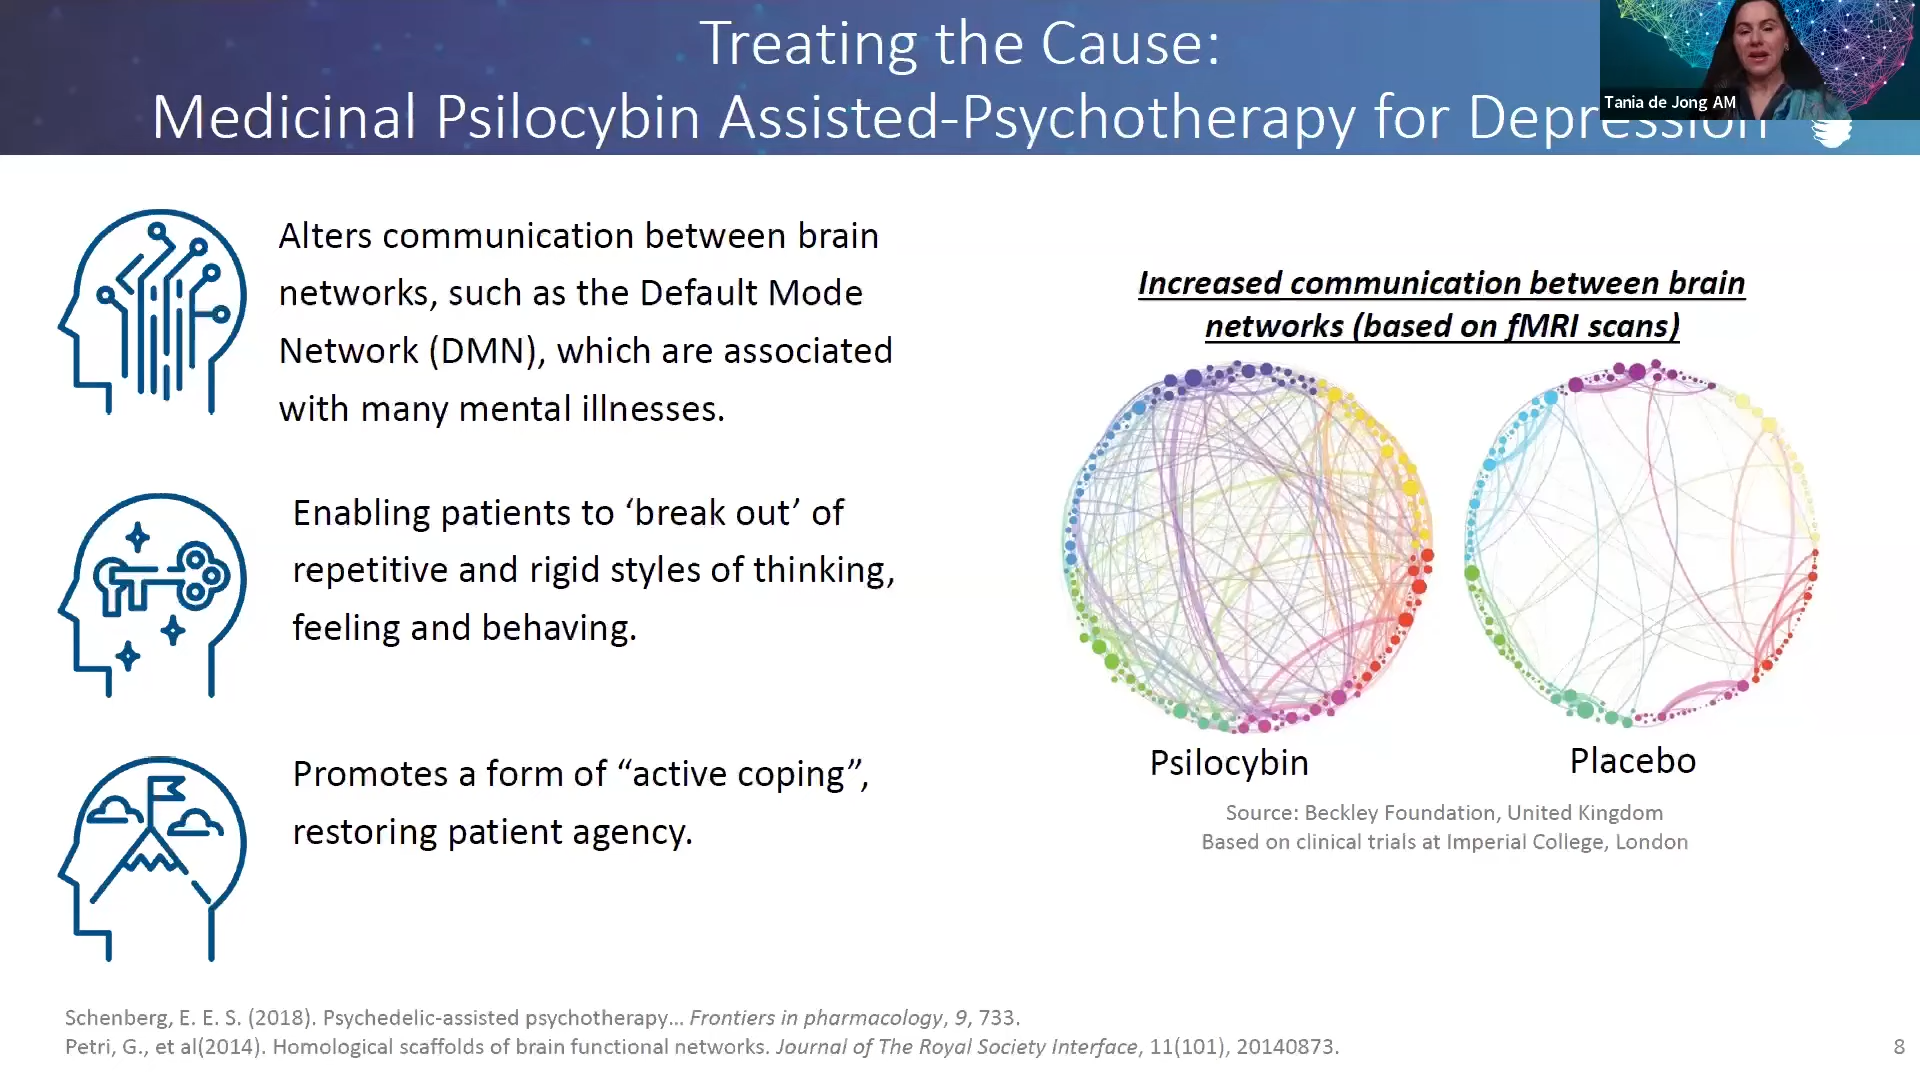 Treating the Cause:
Medicinal Psilocybin Assisted-Psychotherapy for Depression
Tania de Jong AM
Alters communication between brain
networks, such as the Default Mode
Network (DMN), which are associated
with many mental illnesses.
Enabling patients to ‘break out’ of
repetitive and rigid styles of thinking,
feeling and behaving.
Promotes a form of “active coping”,
restoring patient agency.
Increased communication between brain
networks (based on fMRI scans)
Psilocybin
Placebo
Source: Beckley Foundation, United Kingdom
Based on clinical trials at Imperial College, London
Schenberg, E. E. S. (2018). Psychedelic-assisted psychotherapy… Frontiers in pharmacology, 9, 733.
Petri, G., et al(2014). Homological scaffolds of brain functional networks. Journal of The Royal Society Interface, 11(101), 20140873.
8